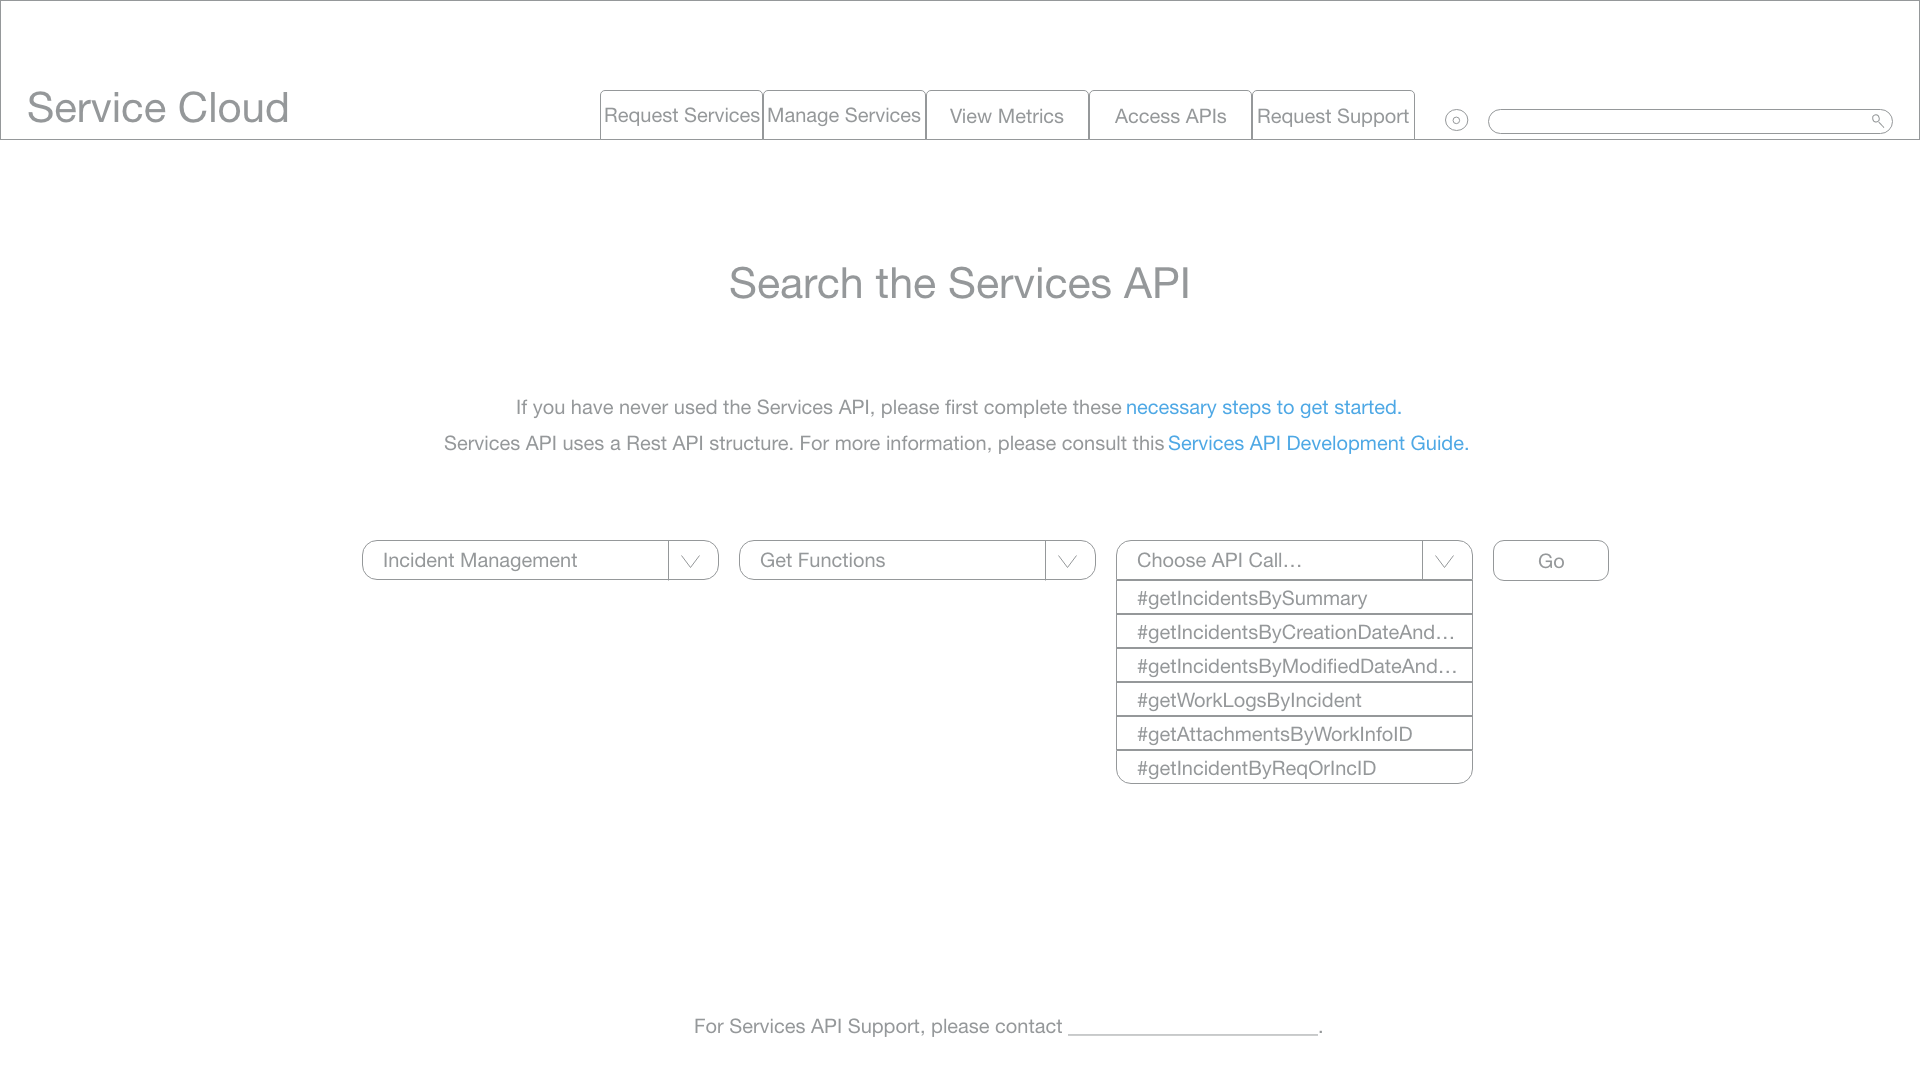 Service Cloud
Request Services
Manage Services
View Metrics
Access APIs
Request Support
Search the Services API
If you have never used the Services API, please first complete these necessary steps to get started.
Services API uses a Rest API structure. For more information, please consult this Services API Development Guide.
Incident Management
Get Functions
Choose API Call…
Go
#getIncidentsBySummary
#getIncidentsByCreationDateAnd…
#getIncidentsByModifiedDateAnd…
#getWorkLogsByIncident
#getAttachmentsByWorkInfoID
#getIncidentByReqOrIncID
For Services API Support, please contact _______________________.